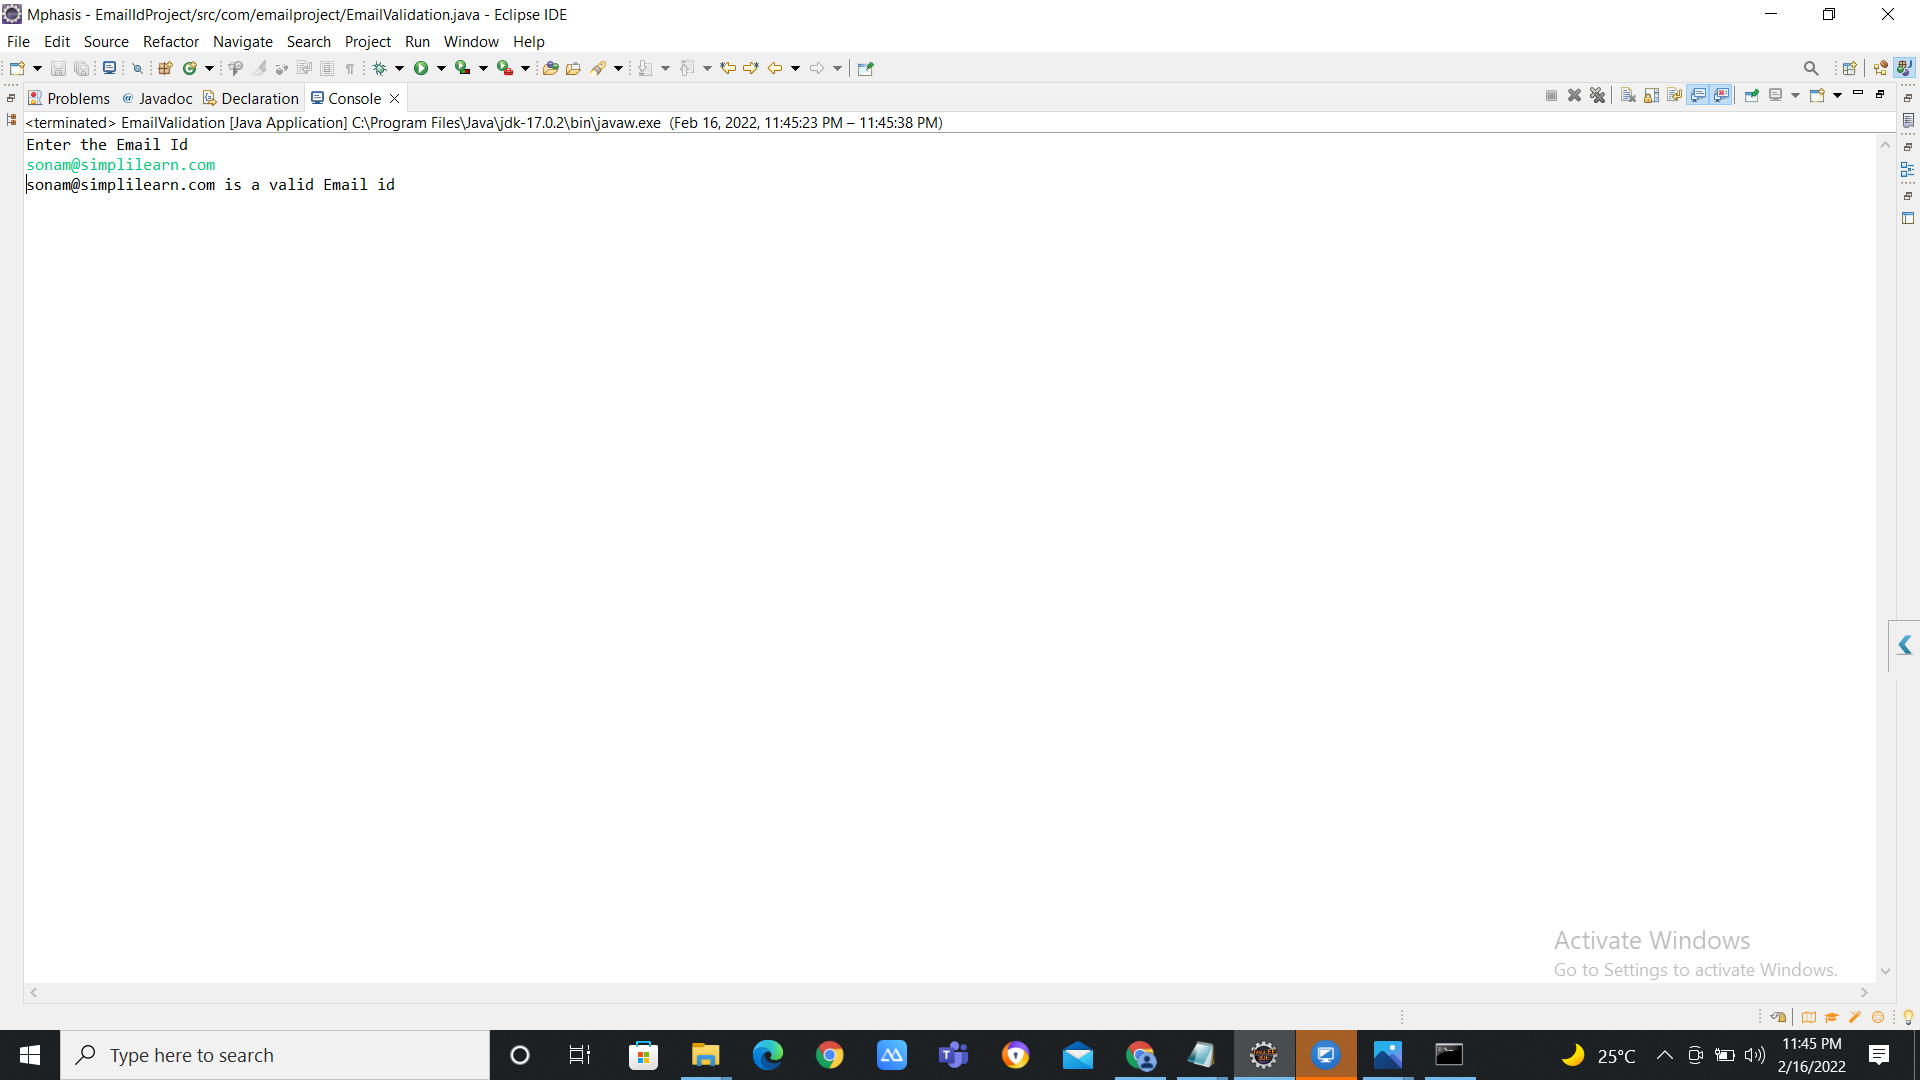 Mphasis - EmailIdProject/src/com/emailproject/EmailValidation.java - Eclipse IDE
File Edit Source Refactor Navigate Search Project Run Window Help
Problems @ Javadoc Declaration Console
<terminated> EmailValidation [Java Application] C:\Program Files\Java\jdk-17.0.2\bin\javaw.exe (Feb 16, 2022, 11:45:23 PM – 11:45:38 PM)
Enter the Email Id
sonam@simplilearn.com
sonam@simplilearn.com is a valid Email id
Activate Windows
Go to Settings to activate Windows.
Type here to search
25°C
11:45 PM
2/16/2022